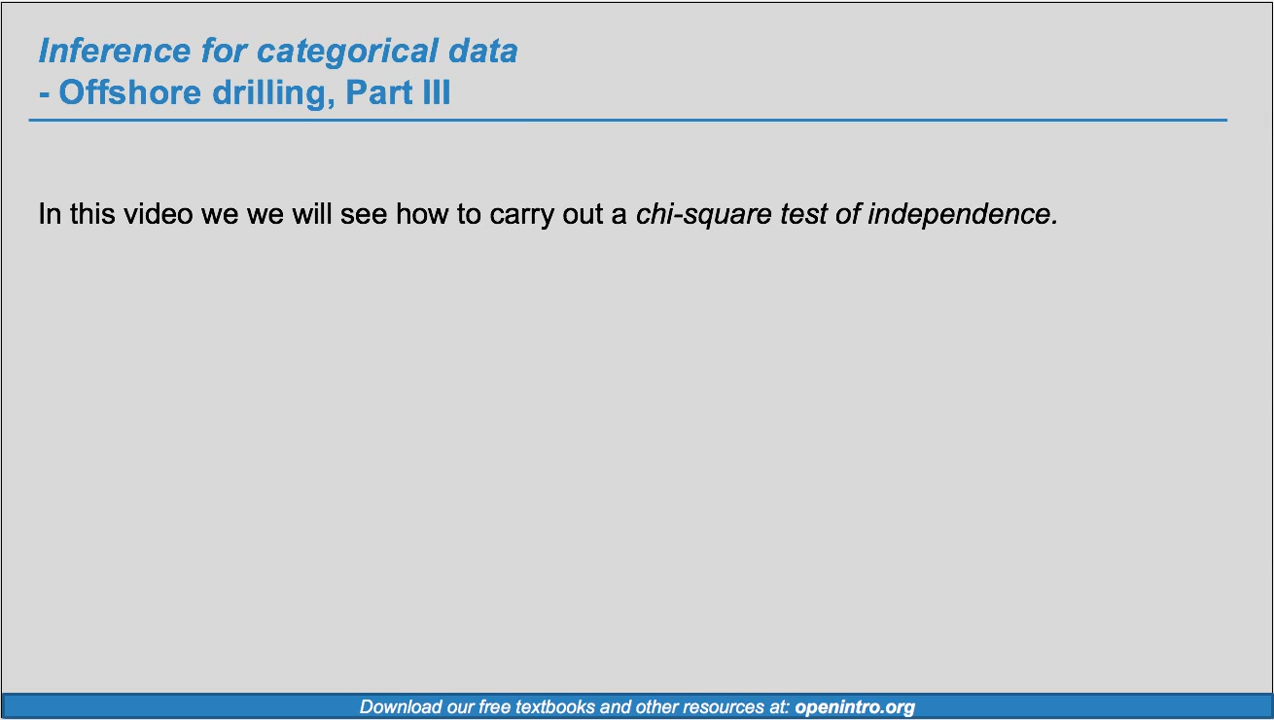 Inference for categorical data
- Offshore drilling, Part III
In this video we we will see how to carry out a chi-square test of independence.
Download our free textbooks and other resources at: openintro.org